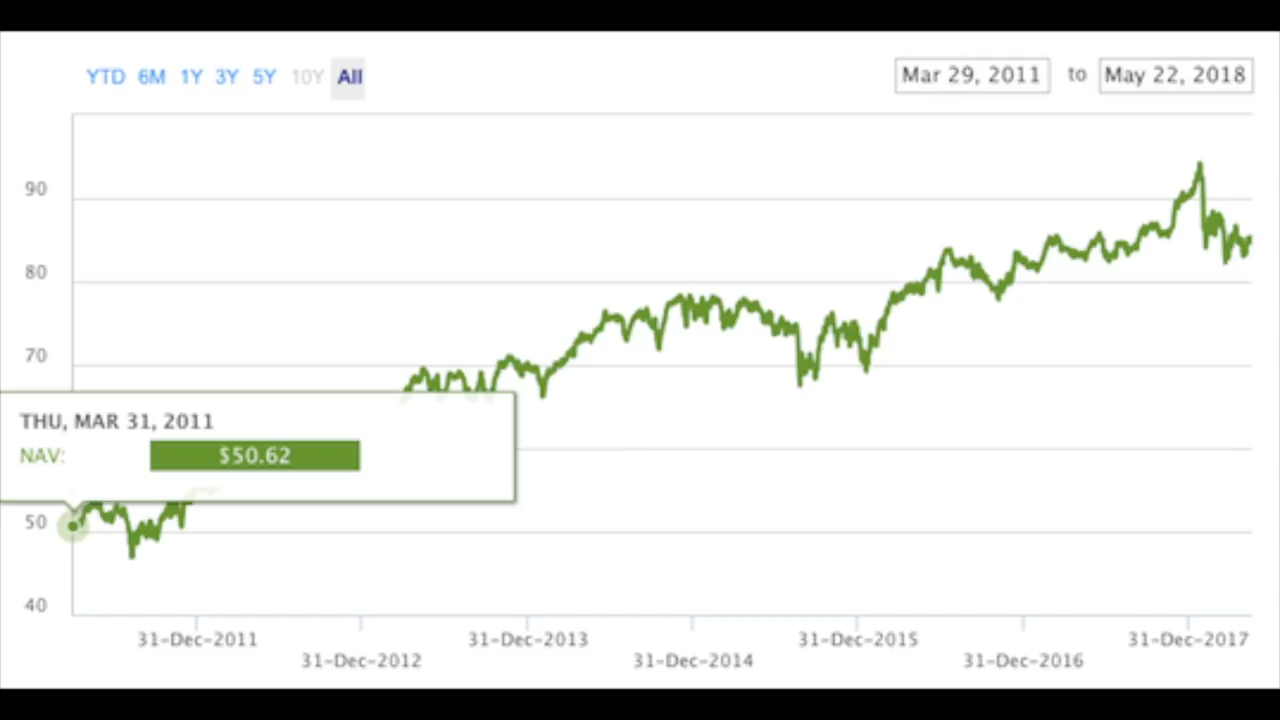 YTD 6M 1Y 3Y 5Y 10Y All
Mar 29, 2011 to May 22, 2018
90
80
70
THU, MAR 31, 2011
NAV: $50.62
50
40
31-Dec-2011
31-Dec-2012
31-Dec-2013
31-Dec-2014
31-Dec-2015
31-Dec-2016
31-Dec-2017